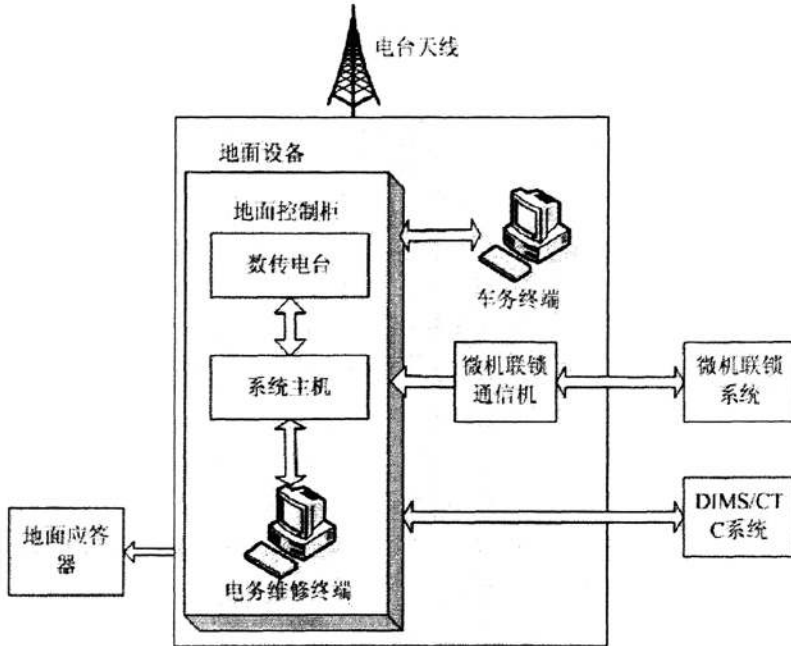 电台天线
地面设备
地面控制柜
数传电台
系统主机
电务维修终端
车务终端
微机联锁
通信机
微机联锁
系统
DIMS/CT
C系统
地面应答
器